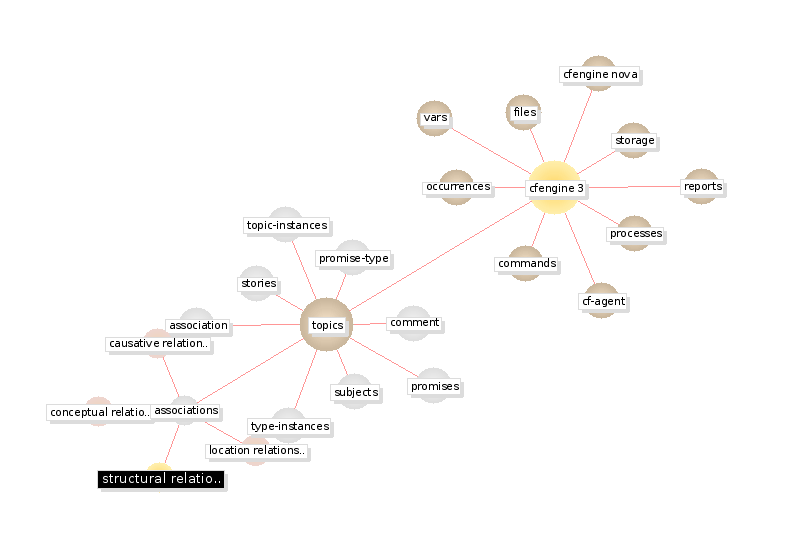 cfengine nova
vars
files
storage
occurrences
cfengine 3
reports
topic-instances
processes
promise-type
commands
stories
cf-agent
association
topics
comment
causative relation..
subjects
promises
conceptual relatio..
associations
type-instances
location relations..
structural relatio..